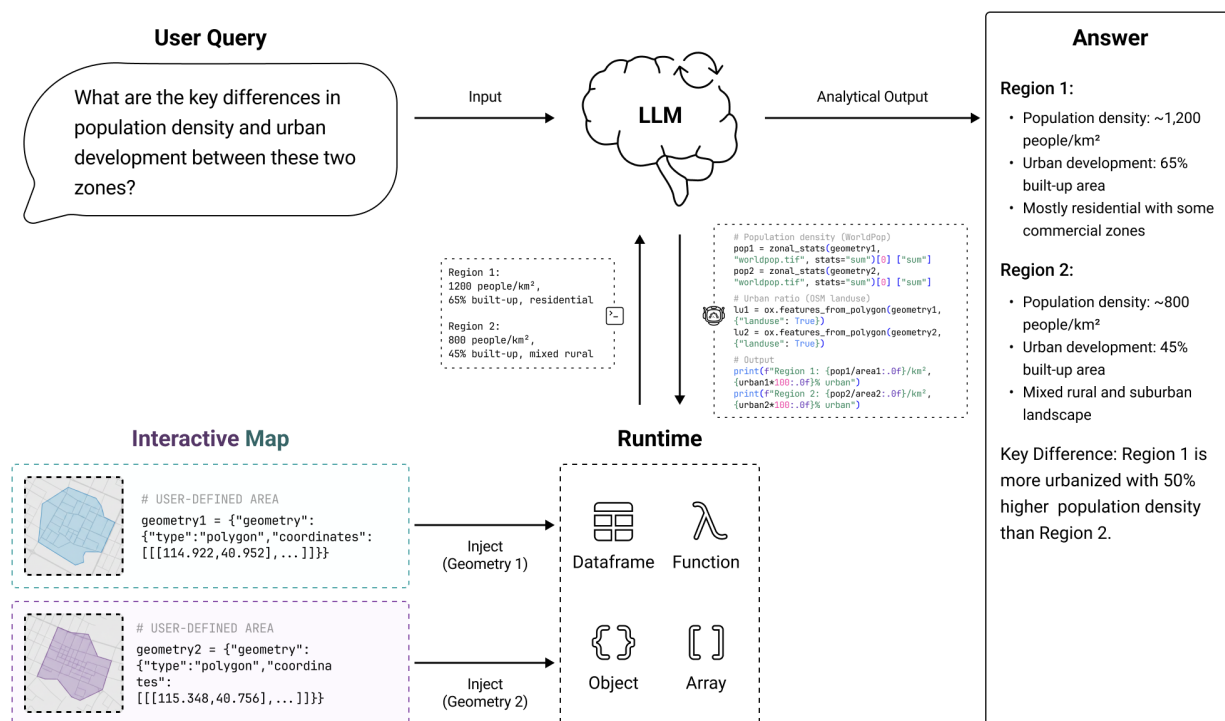 User Query
What are the key differences in
population density and urban
development between these two
zones?
Input
LLM
Analytical Output
Answer
Region 1:
• Population density: ~1,200
people/km²
• Urban development: 65%
built-up area
• Mostly residential with some
commercial zones
Region 2:
• Population density: ~800
people/km²
• Urban development: 45%
built-up area
• Mixed rural and suburban
landscape
Key Difference: Region 1 is
more urbanized with 50%
higher population density
than Region 2.
Region 1:
1200 people/km²,
65% built-up, residential
Region 2:
800 people/km²,
45% built-up, mixed rural
>_
# Population density (WorldPop)
pop1 = zonal_stats(geometry1,
"worldpop.tif", stats="sum")[0] ["sum"]
pop2 = zonal_stats(geometry2,
"worldpop.tif", stats="sum")[0] ["sum"]
# Urban ratio (OSM landuse)
lu1 = ox.features_from_polygon(geometry1,
{"landuse": True})
lu2 = ox.features_from_polygon(geometry2,
{"landuse": True})
# Output
print(f"Region 1: {pop1/area1:.0f}/km²,
{urban1*100:.0f}% urban")
print(f"Region 2: {pop2/area2:.0f}/km²,
{urban2*100:.0f}% urban")
Interactive Map
# USER-DEFINED AREA
geometry1 = {"geometry":
{"type":"polygon","coordinates":
[[[114.922,40.952],...]]}}
Inject
(Geometry 1)
# USER-DEFINED AREA
geometry2 = {"geometry":
{"type":"polygon","coordina
tes":
[[[115.348,40.756],...]]}}
Inject
(Geometry 2)
Runtime
Dataframe
Function
Object
Array